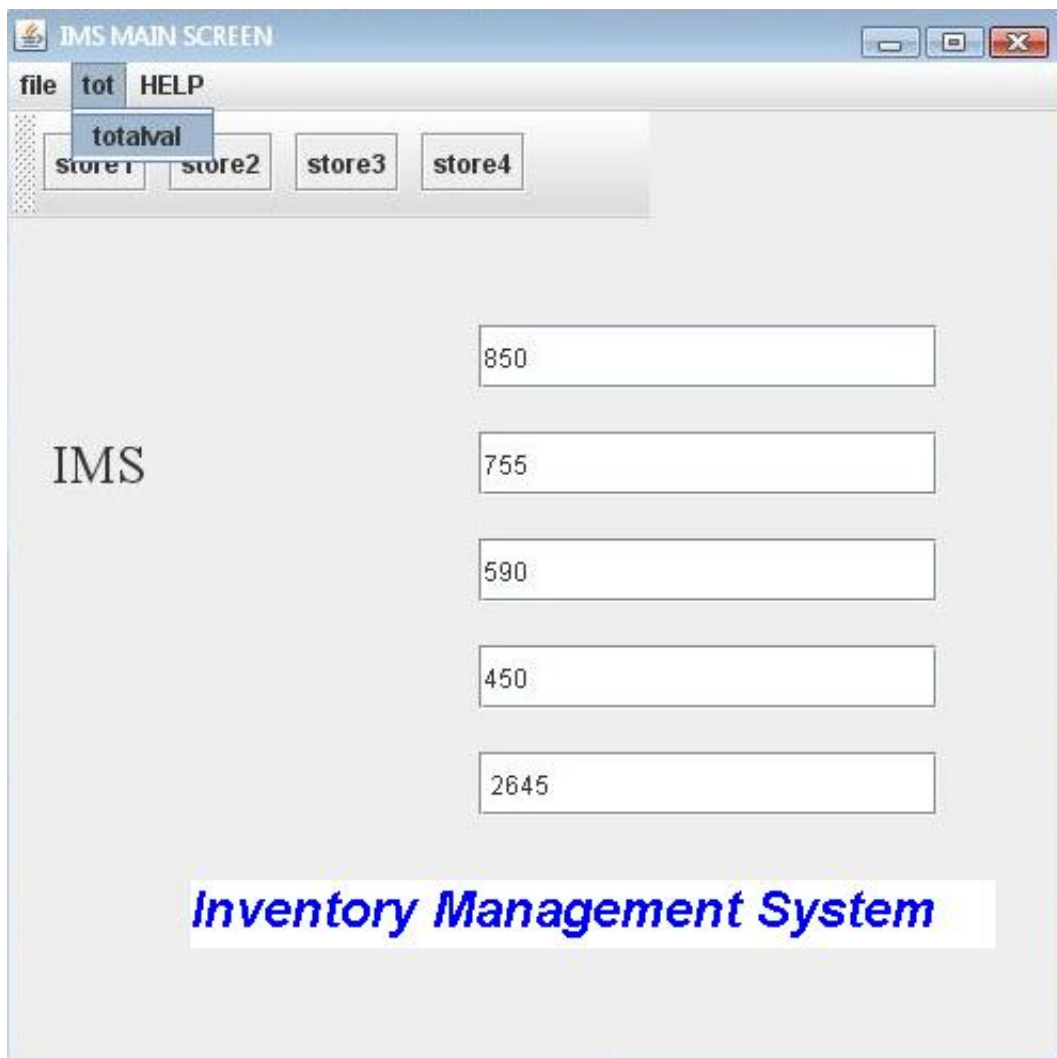 IMS MAIN SCREEN
file tot HELP
totalval
store1 store2 store3 store4
850
IMS
755
590
450
2645
Inventory Management System